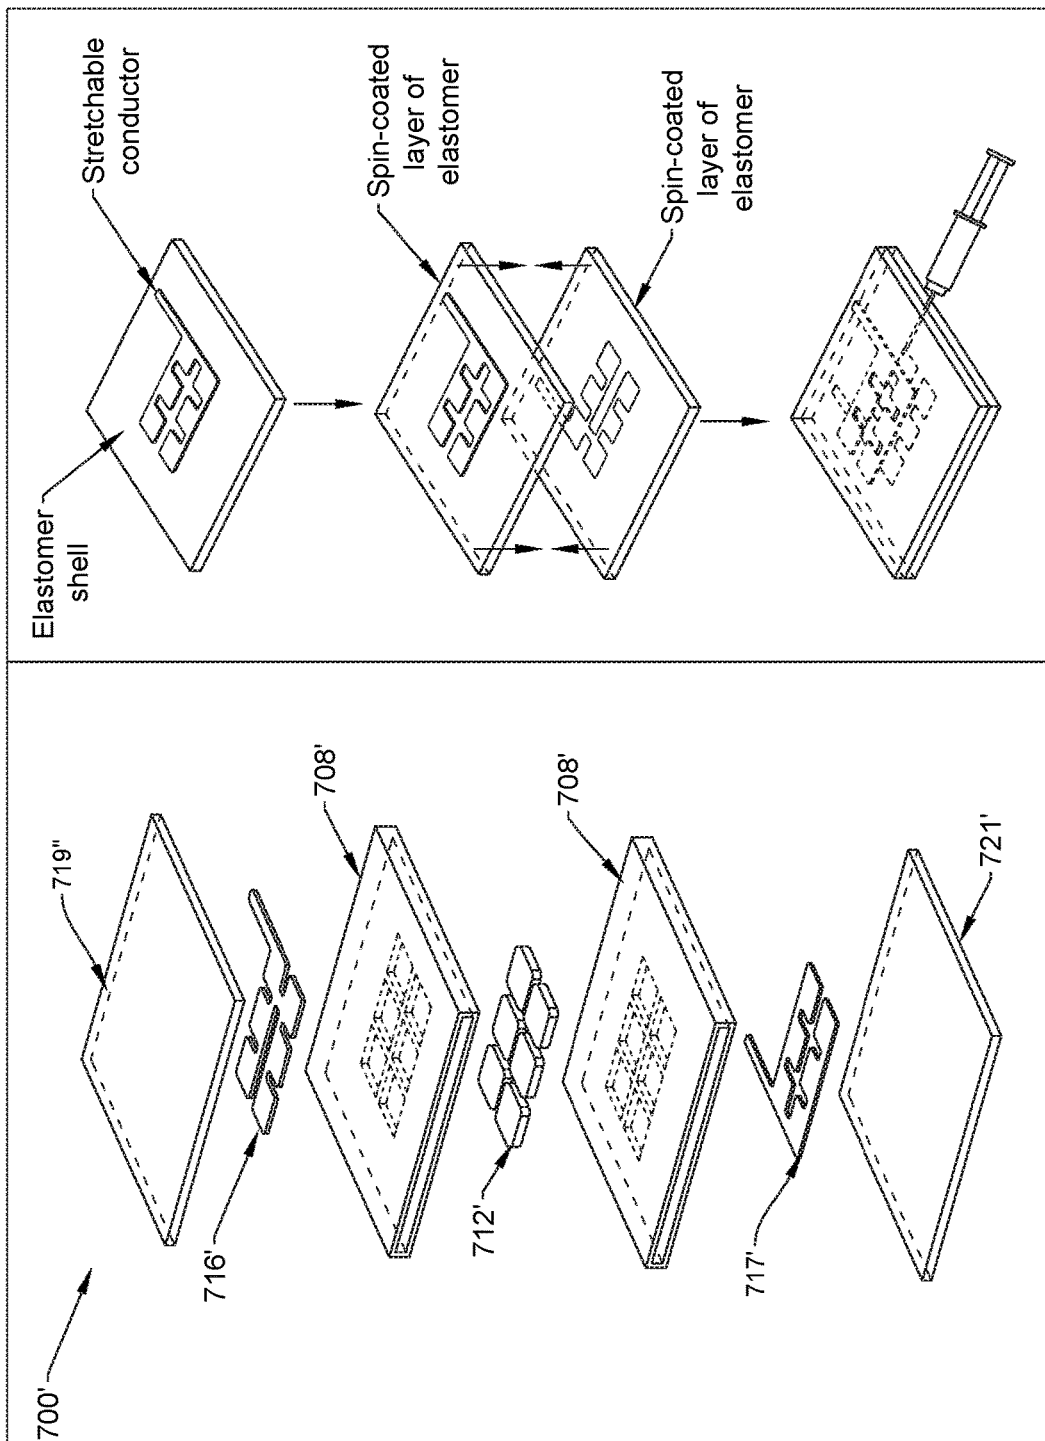 700'
719"
716'
708'
712'
708'
717'
721'
Elastomer
shell
Stretchable
conductor
Spin-coated
layer of
elastomer
Spin-coated
layer of
elastomer